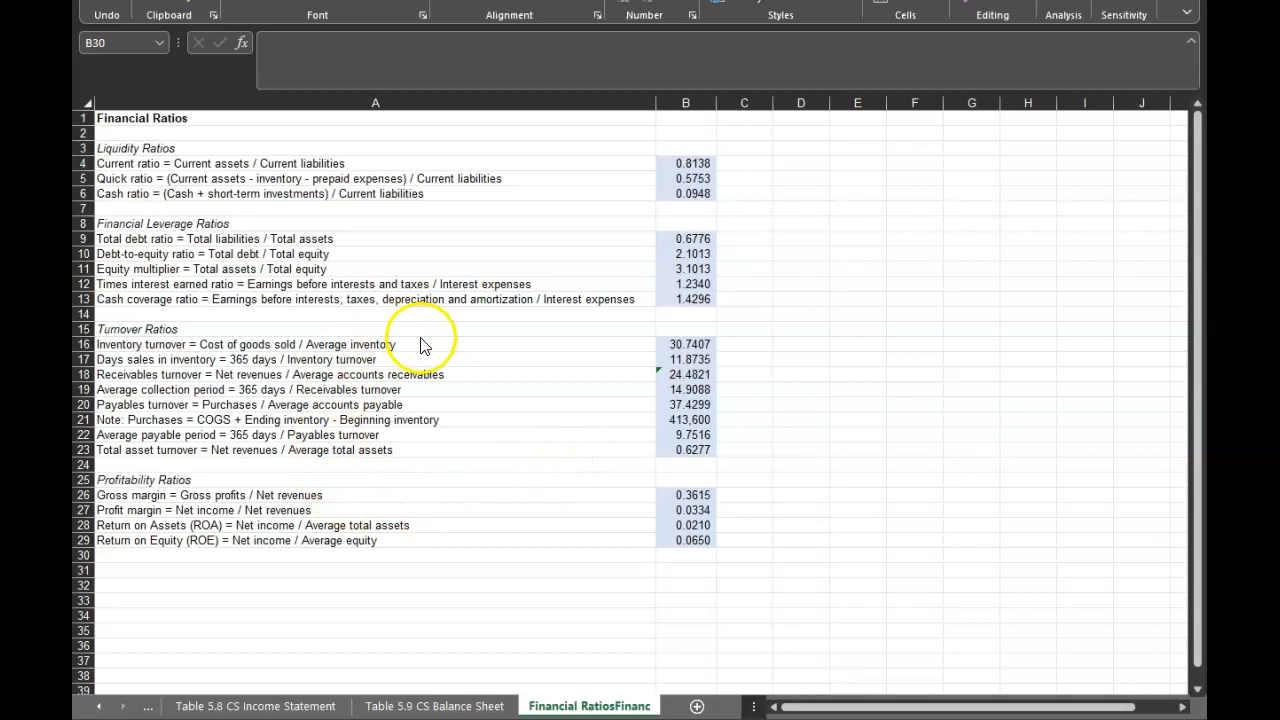 Undo Clipboard Font Alignment Number Styles Cells Editing Analysis Sensitivity
B30 fx
A B C D E F G H I J
1 Financial Ratios
2
3 Liquidity Ratios
4 Current ratio = Current assets / Current liabilities 0.8138
5 Quick ratio = (Current assets - inventory - prepaid expenses) / Current liabilities 0.5753
6 Cash ratio = (Cash + short-term investments) / Current liabilities 0.0948
7
8 Financial Leverage Ratios
9 Total debt ratio = Total liabilities / Total assets 0.6776
10 Debt-to-equity ratio = Total debt / Total equity 2.1013
11 Equity multiplier = Total assets / Total equity 3.1013
12 Times interest earned ratio = Earnings before interests and taxes / Interest expenses 1.2340
13 Cash coverage ratio = Earnings before interests, taxes, depreciation and amortization / Interest expenses 1.4296
14
15 Turnover Ratios
16 Inventory turnover = Cost of goods sold / Average inventory 30.7407
17 Days sales in inventory = 365 days / Inventory turnover 11.8735
18 Receivables turnover = Net revenues / Average accounts receivables 24.4821
19 Average collection period = 365 days / Receivables turnover 14.9088
20 Payables turnover = Purchases / Average accounts payable 37.4299
21 Note: Purchases = COGS + Ending inventory - Beginning inventory 413,600
22 Average payable period = 365 days / Payables turnover 9.7516
23 Total asset turnover = Net revenues / Average total assets 0.6277
24
25 Profitability Ratios
26 Gross margin = Gross profits / Net revenues 0.3615
27 Profit margin = Net income / Net revenues 0.0334
28 Return on Assets (ROA) = Net income / Average total assets 0.0210
29 Return on Equity (ROE) = Net income / Average equity 0.0650
30
31
32
33
34
35
36
37
38
39
... Table 5.8 CS Income Statement Table 5.9 CS Balance Sheet Financial RatiosFinanc